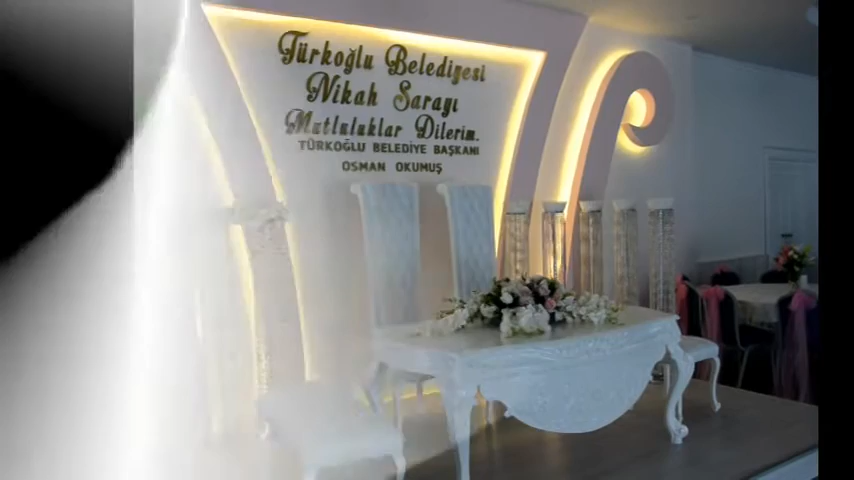 Türkoğlu Belediyesi
Nikah Sarayı
Mutluluklar Dilerim..
TÜRKOĞLU BELEDİYE BAŞKANI
OSMAN OKUMUŞ